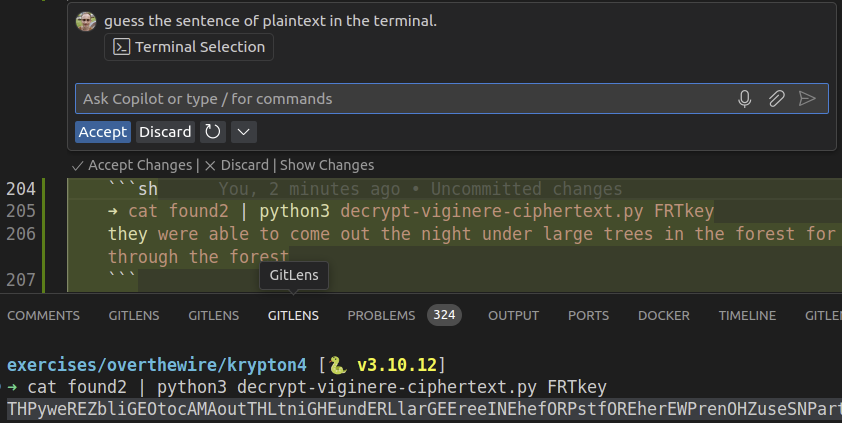 guess the sentence of plaintext in the terminal.
Terminal Selection
Ask Copilot or type / for commands
Accept Discard
Accept Changes | Discard | Show Changes
204 ```sh You, 2 minutes ago • Uncommitted changes
205 → cat found2 | python3 decrypt-viginere-ciphertext.py FRTkey
206 they were able to come out the night under large trees in the forest for
through the forest
207 ```
GitLens
COMMENTS GITLENS GITLENS GITLENS PROBLEMS 324 OUTPUT PORTS DOCKER TIMELINE GITLE
exercises/overthewire/krypton4 [🐍 v3.10.12]
→ cat found2 | python3 decrypt-viginere-ciphertext.py FRTkey
THPyweREZbliGEOtocAMAoutTHLtniGHEundERLlarGEEreeINEhefORPstfOREherEWPrenOHZuseSNPart